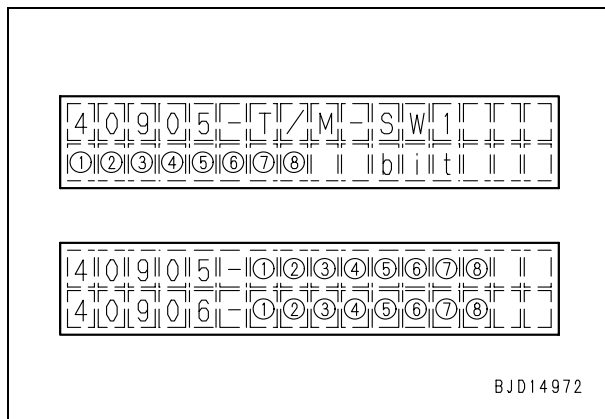 40905-T/M-SW1
①②③④⑤⑥⑦⑧ bit
40905-①②③④⑤⑥⑦⑧
40906-①②③④⑤⑥⑦⑧
BJD14972